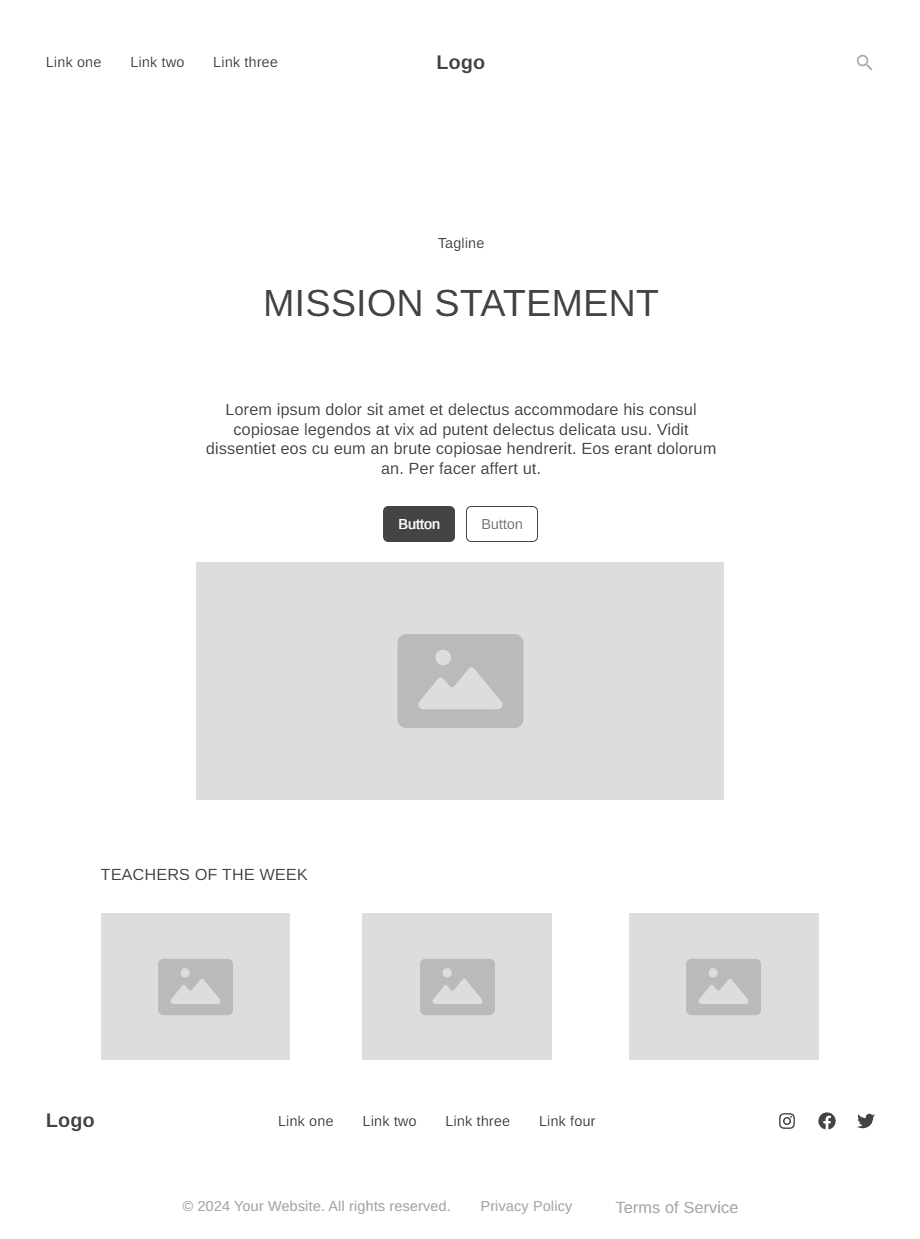 Link one Link two Link three Logo
Tagline
MISSION STATEMENT
Lorem ipsum dolor sit amet et delectus accommodare his consul
copiosae legendos at vix ad putent delectus delicata usu. Vidit
dissentiet eos cu eum an brute copiosae hendrerit. Eos erant dolorum
an. Per facer affert ut.
Button Button
TEACHERS OF THE WEEK
Logo Link one Link two Link three Link four
© 2024 Your Website. All rights reserved. Privacy Policy Terms of Service